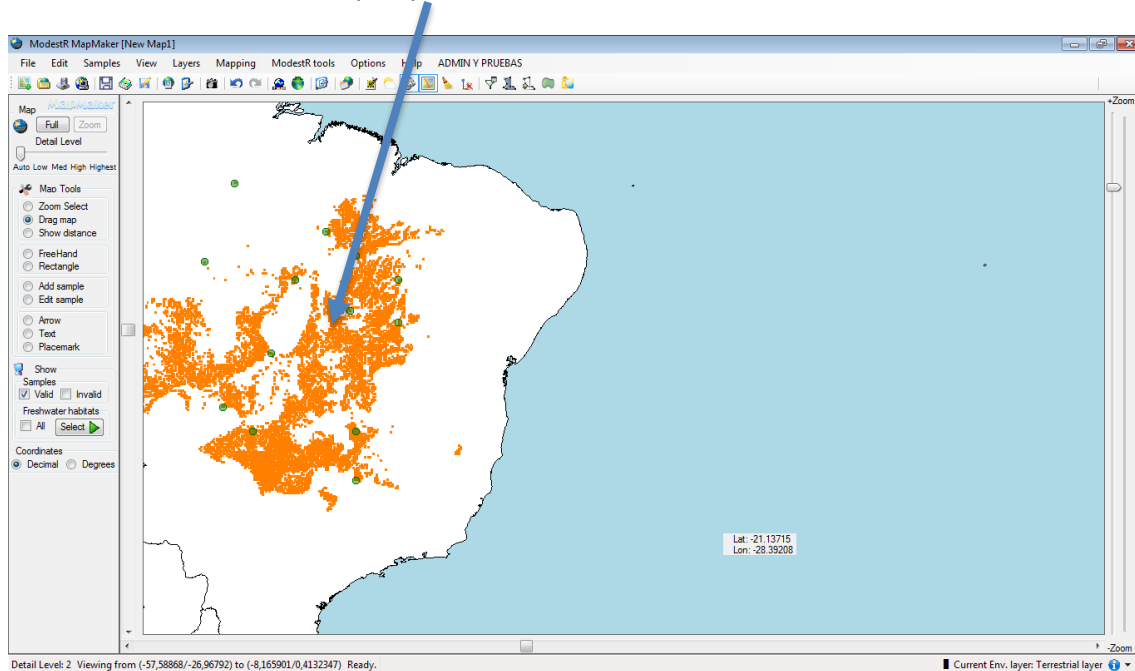 ModestR MapMaker [New Map1]
File Edit Samples View Layers Mapping ModestR tools Options Help ADMIN Y PRUEBAS
Map MapMaker
+Zoom
Full Zoom
Detail Level
Auto Low Med High Highest
Map Tools
Zoom Select
Drag map
Show distance
FreeHand
Rectangle
Add sample
Edit sample
Arrow
Text
Placemark
Show
Samples
Valid Invalid
Freshwater habitats
All Select
Coordinates
Decimal Degrees
Lat: -21.13715
Lon: -28.39208
-Zoom
Detail Level: 2 Viewing from (-57,58868/-26,96792) to (-8,165901/0,4132347) Ready.
Current Env. layer: Terrestrial layer